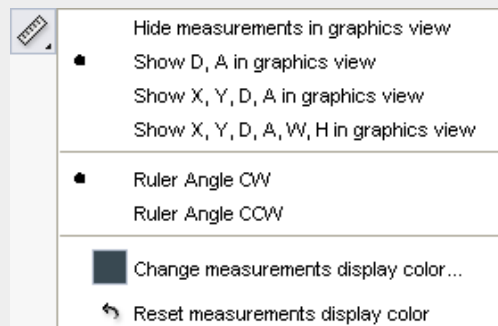 Hide measurements in graphics view
Show D, A in graphics view
Show X, Y, D, A in graphics view
Show X, Y, D, A, W, H in graphics view
Ruler Angle CW
Ruler Angle CCW
Change measurements display color...
Reset measurements display color